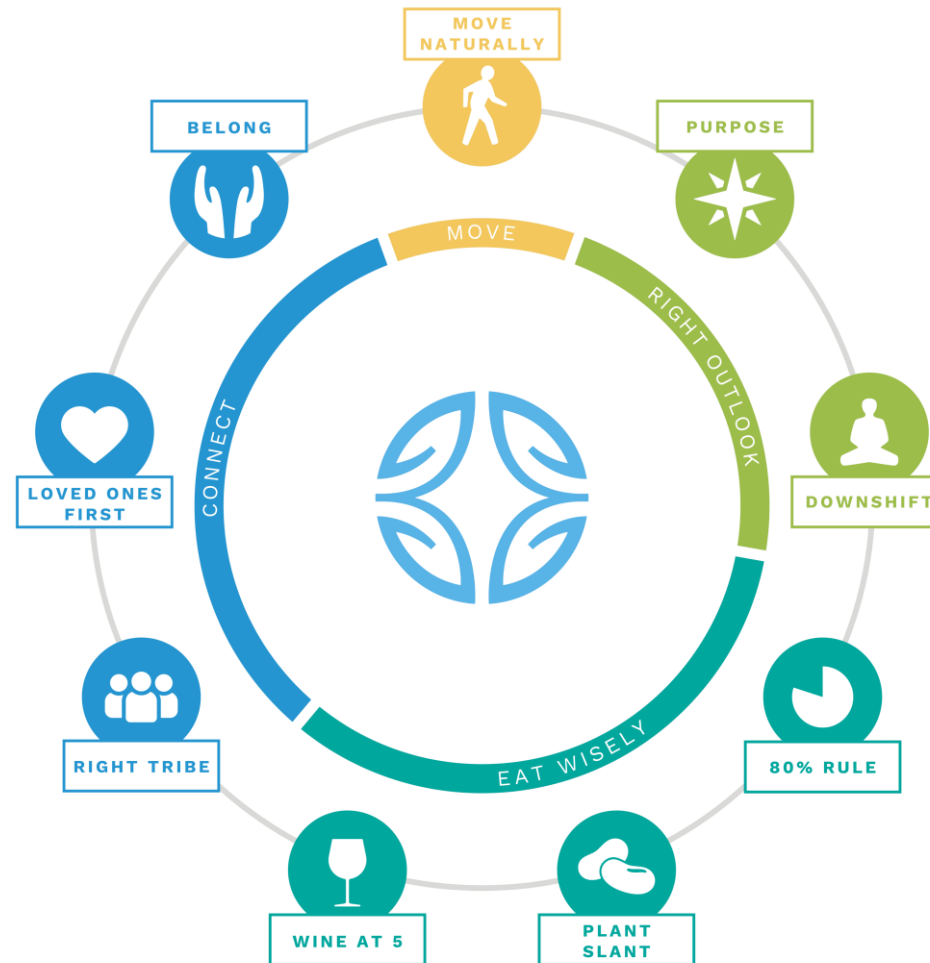 MOVE
NATURALLY
BELONG
PURPOSE
MOVE
RIGHT OUTLOOK
CONNECT
LOVED ONES
FIRST
DOWNSHIFT
RIGHT TRIBE
EAT WISELY
80% RULE
WINE AT 5
PLANT
SLANT